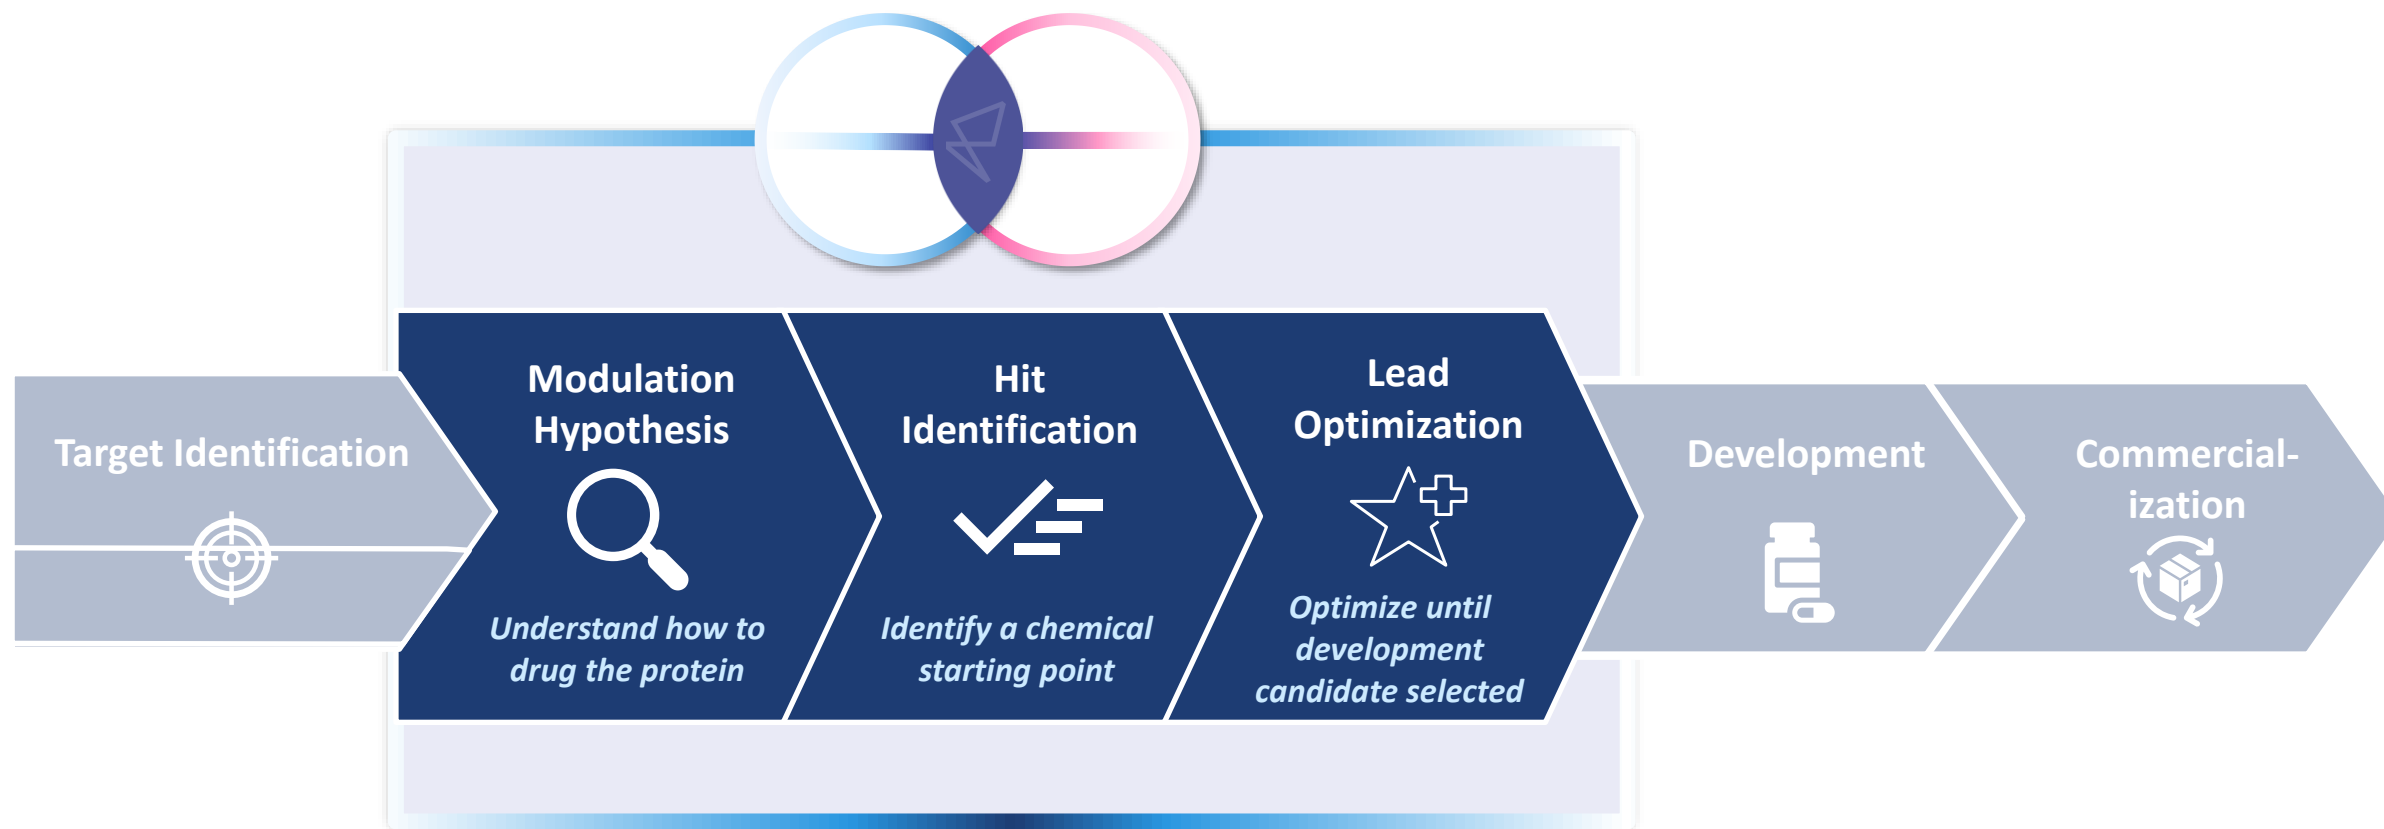 Target Identification
Modulation
Hypothesis
Understand how to
drug the protein
Hit
Identification
Identify a chemical
starting point
Lead
Optimization
Optimize until
development
candidate selected
Development
Commercial-
ization